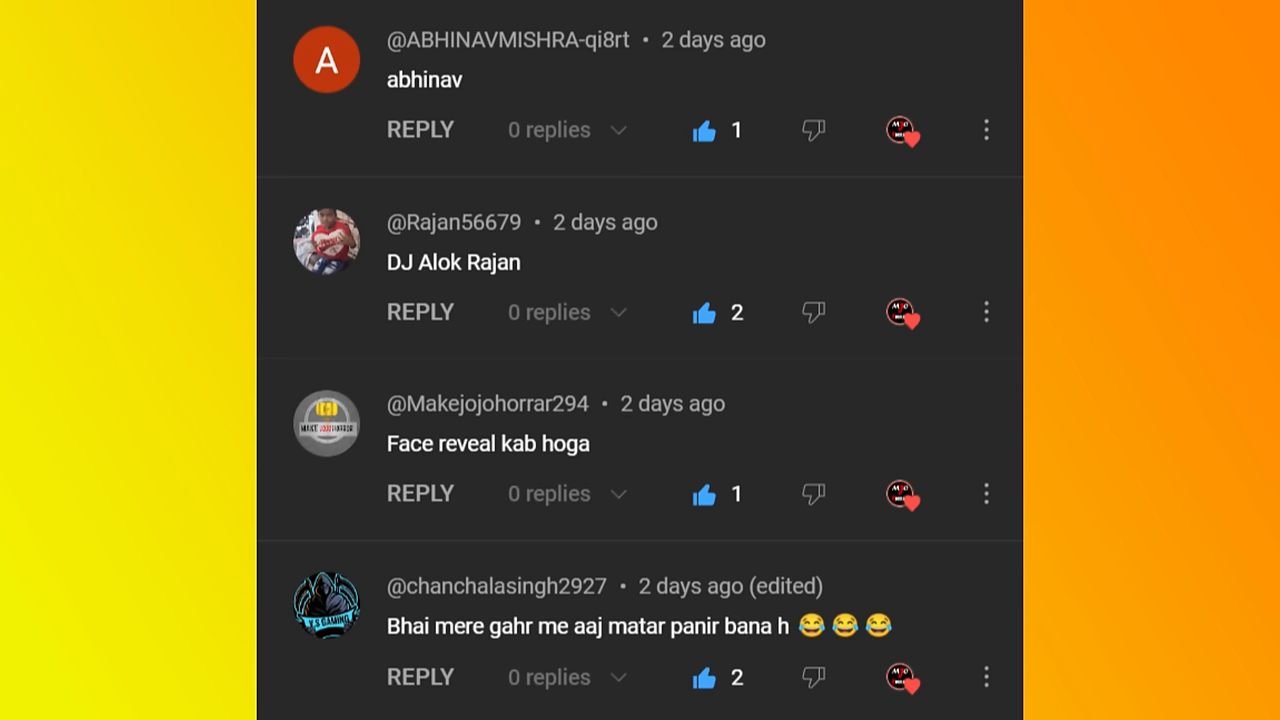 A
@ABHINAVMISHRA-qi8rt • 2 days ago
abhinav
REPLY 0 replies 1
@Rajan56679 • 2 days ago
DJ Alok Rajan
REPLY 0 replies 2
@Makejojohorrar294 • 2 days ago
Face reveal kab hoga
REPLY 0 replies 1
@chanchalasingh2927 • 2 days ago (edited)
Bhai mere gahr me aaj matar panir bana h 😂 😂 😂
REPLY 0 replies 2